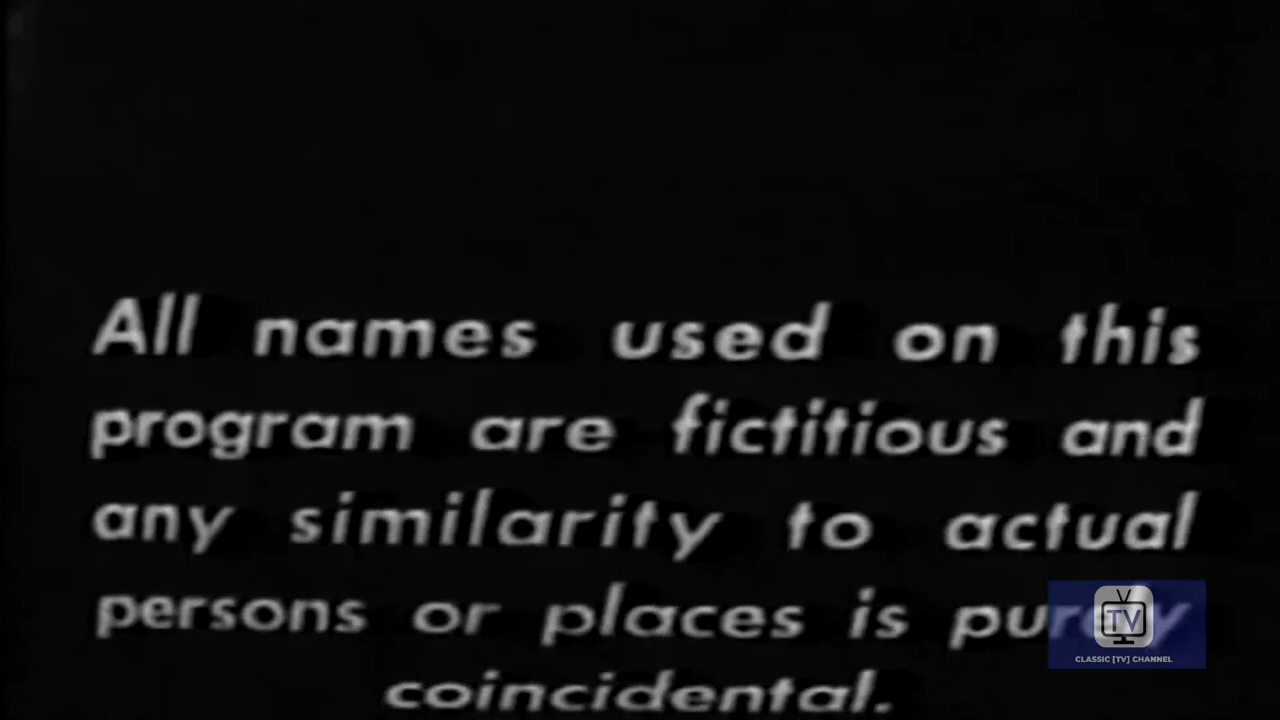 All names used on this
program are fictitious and
any similarity to actual
persons or places is purely
coincidental.
TV
CLASSIC [TV] CHANNEL